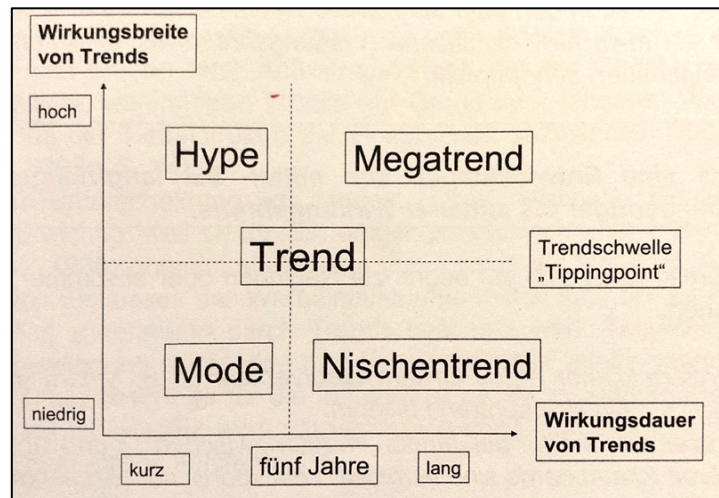 Wirkungsbreite
von Trends
hoch
Hype
Megatrend
Trend
Trendschwelle
„Tippingpoint“
Mode
Nischentrend
niedrig
Wirkungsdauer
von Trends
kurz
fünf Jahre
lang